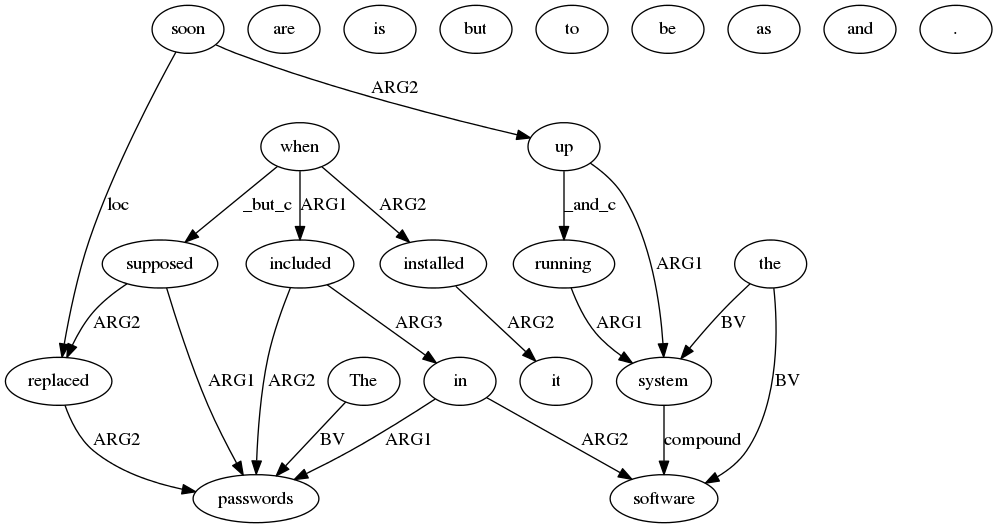 soon are is but to be as and .
ARG2
when up
loc _but_c ARG1 ARG2 _and_c ARG1
supposed included installed running the
ARG2 ARG3 ARG2 ARG1 BV
replaced ARG1 ARG2 The in it system BV
ARG2 BV ARG1 ARG2 compound
passwords software